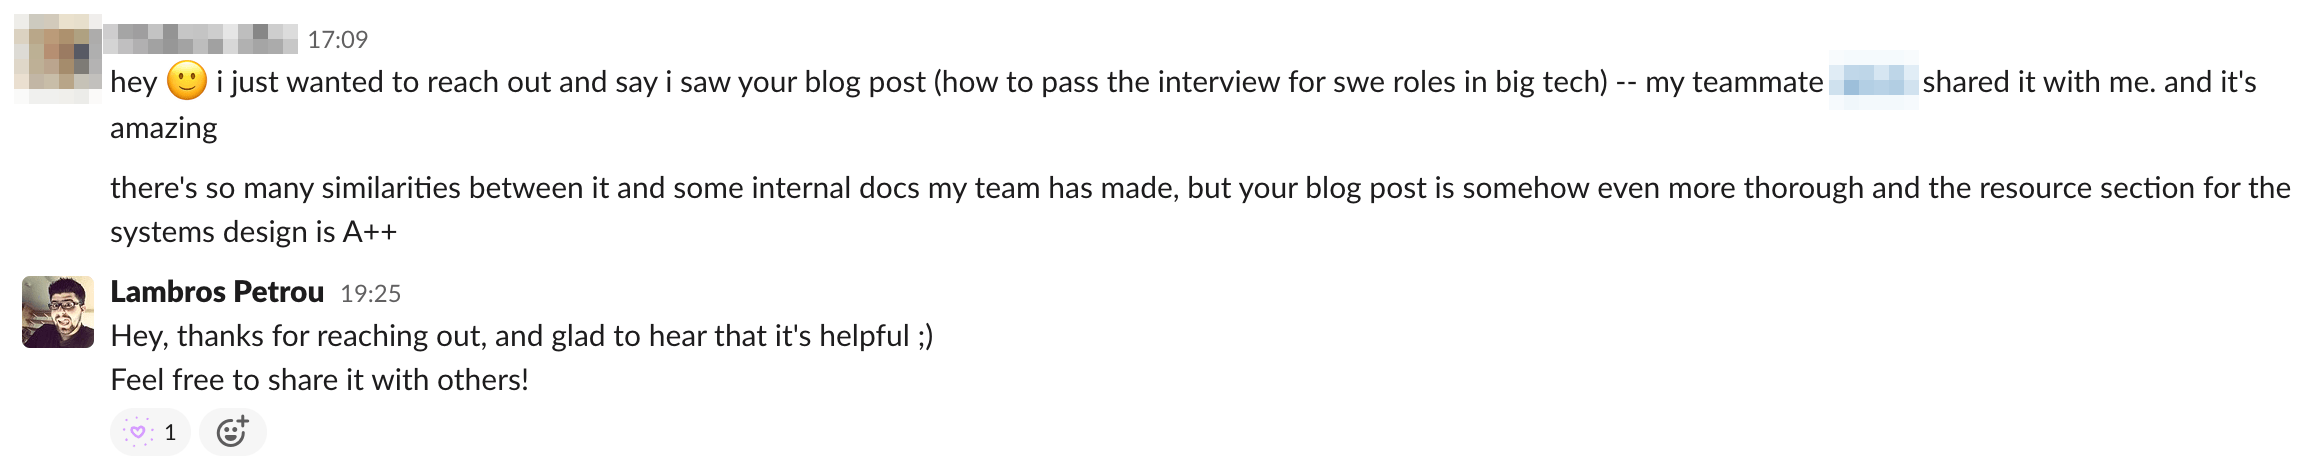 17:09
hey 🙂 i just wanted to reach out and say i saw your blog post (how to pass the interview for swe roles in big tech) -- my teammate shared it with me. and it's
amazing
there's so many similarities between it and some internal docs my team has made, but your blog post is somehow even more thorough and the resource section for the
systems design is A++
Lambros Petrou 19:25
Hey, thanks for reaching out, and glad to hear that it's helpful ;)
Feel free to share it with others!
1